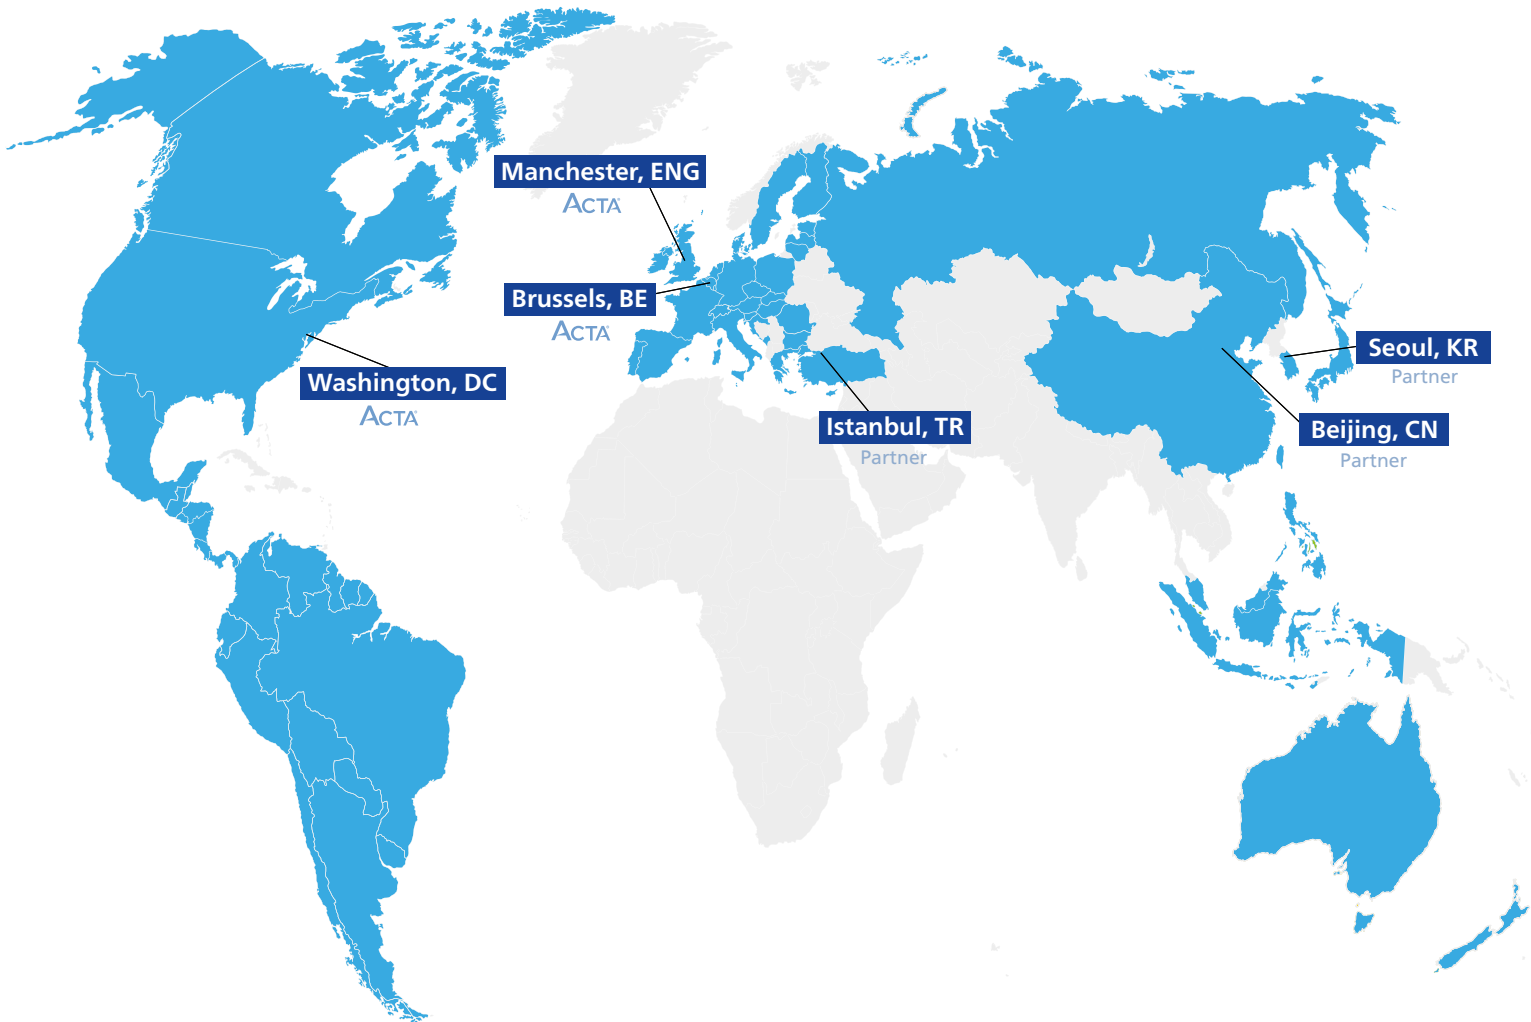 Manchester, ENG
ACTA
Brussels, BE
ACTA
Washington, DC
ACTA
Istanbul, TR
Partner
Seoul, KR
Partner
Beijing, CN
Partner